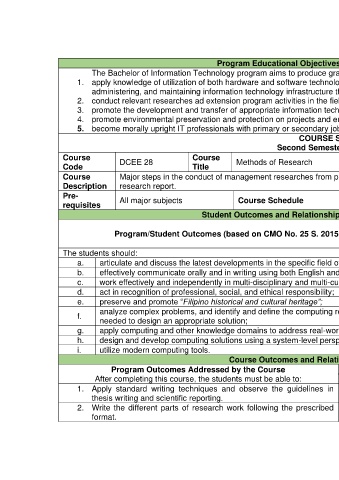 Program Educational Objectives
The Bachelor of Information Technology program aims to produce gra
1. apply knowledge of utilization of both hardware and software technolo
administering, and maintaining information technology infrastructure t
2. conduct relevant researches ad extension program activities in the fiel
3. promote the development and transfer of appropriate information tech
4. promote environmental preservation and protection on projects and e
5. become morally upright IT professionals with primary or secondary jo
COURSE S
Second Semeste
Course Code DCEE 28 Course Title Methods of Research
Course Description Major steps in the conduct of management researches from p
research report.
Pre-requisites All major subjects Course Schedule
Student Outcomes and Relationship
Program/Student Outcomes (based on CMO No. 25 S. 2015
The students should:
a. articulate and discuss the latest developments in the specific field o
b. effectively communicate orally and in writing using both English and
c. work effectively and independently in multi-disciplinary and multi-cu
d. act in recognition of professional, social, and ethical responsibility;
e. preserve and promote "Filipino historical and cultural heritage";
f. analyze complex problems, and identify and define the computing re
needed to design an appropriate solution;
g. apply computing and other knowledge domains to address real-wor
h. design and develop computing solutions using a system-level persp
i. utilize modern computing tools.
Course Outcomes and Relati
Program Outcomes Addressed by the Course
After completing this course, the students must be able to:
1. Apply standard writing techniques and observe the guidelines in
thesis writing and scientific reporting.
2. Write the different parts of research work following the prescribed
format.